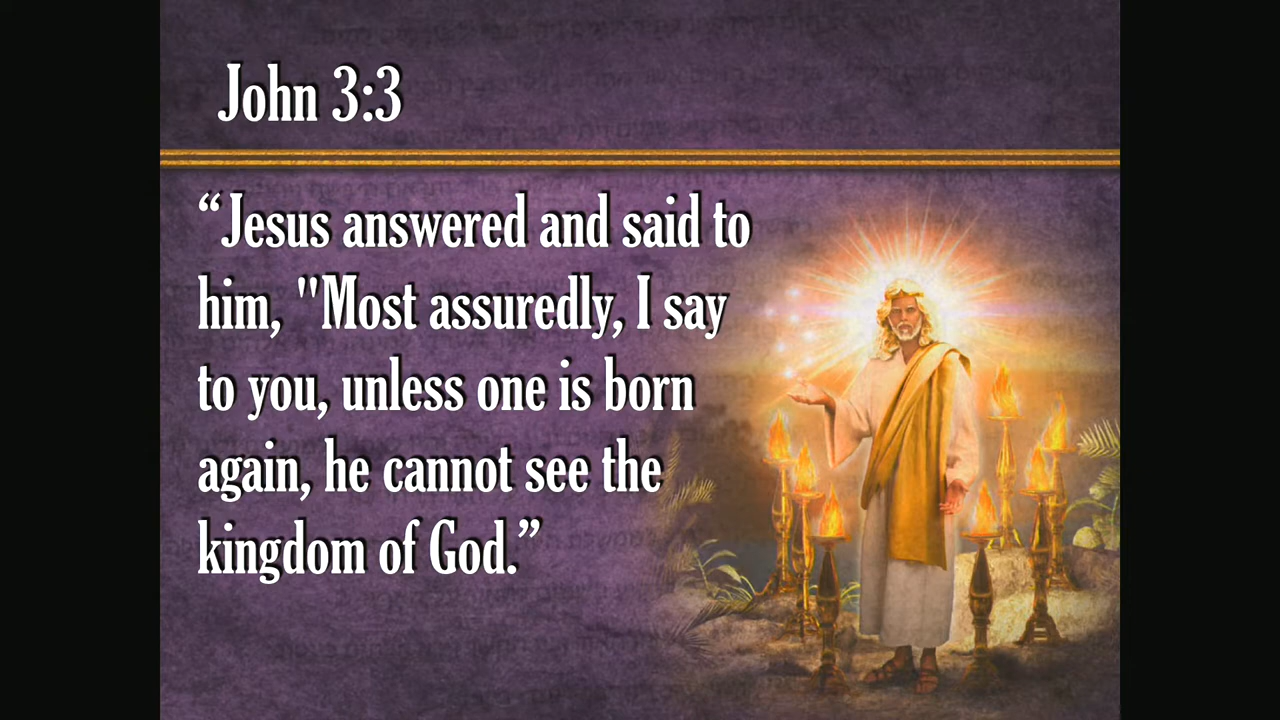 John 3:3
“Jesus answered and said to
him, "Most assuredly, I say
to you, unless one is born
again, he cannot see the
kingdom of God.”